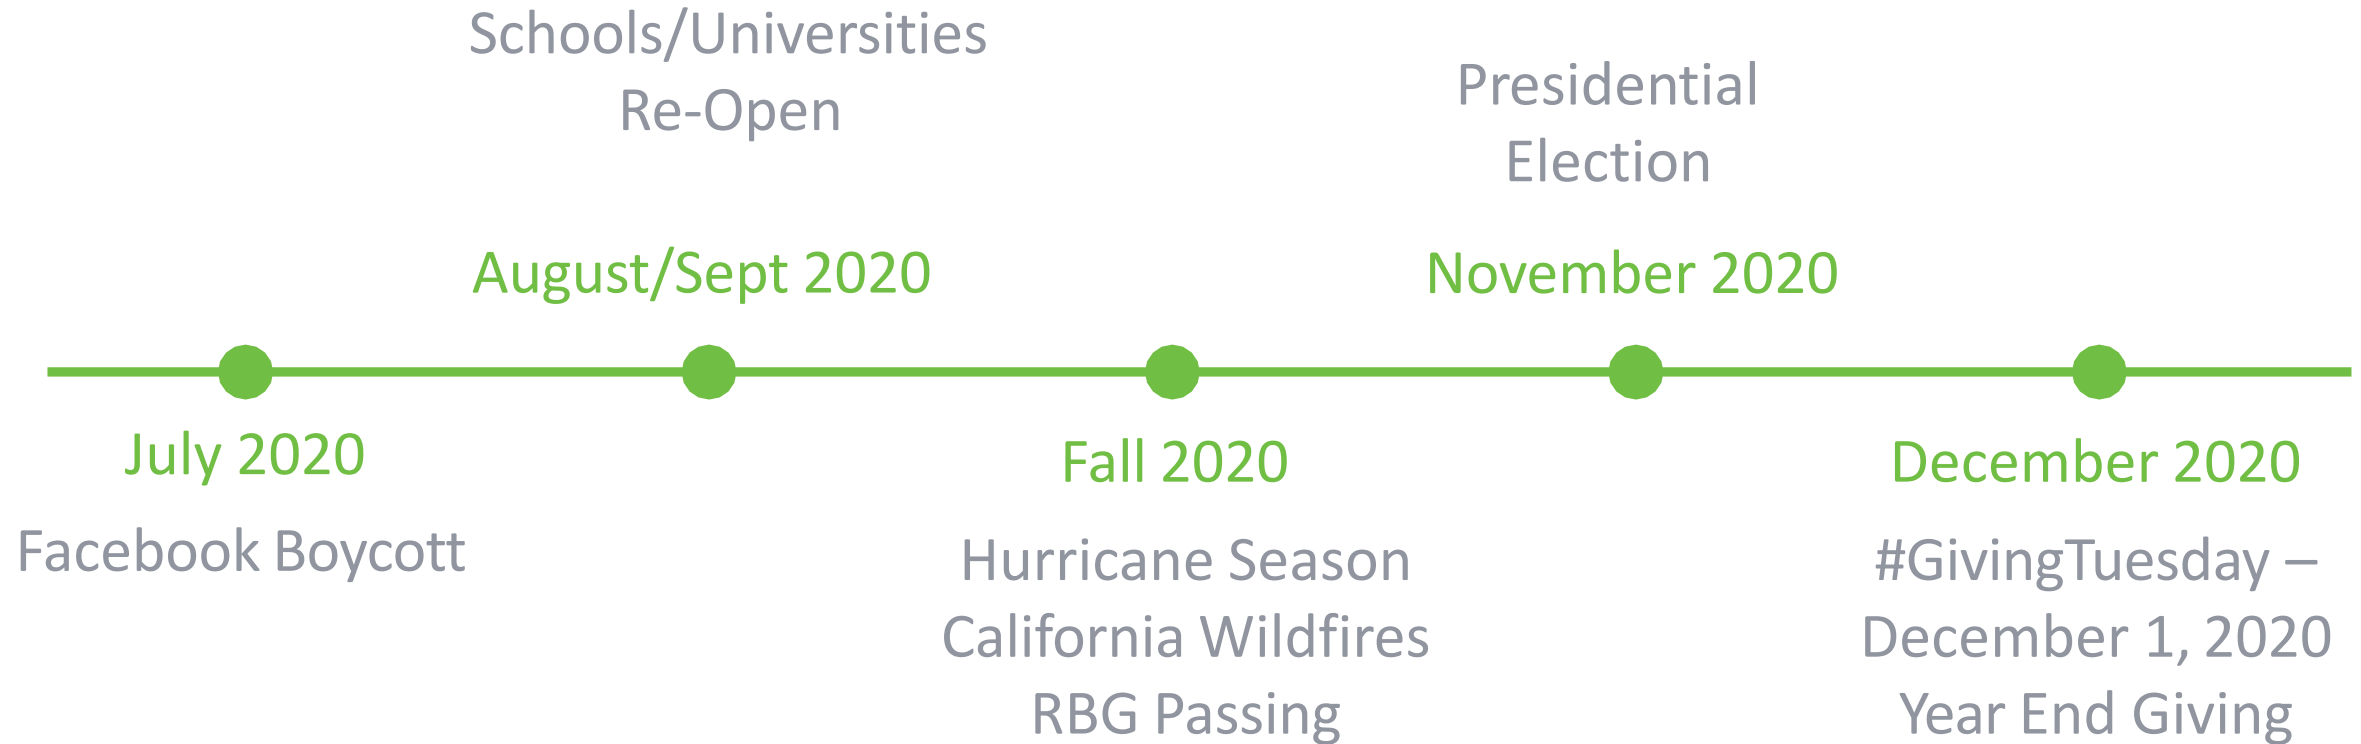 Schools/Universities
Re-Open
August/Sept 2020
Presidential
Election
November 2020
July 2020
Facebook Boycott
Fall 2020
Hurricane Season
California Wildfires
RBG Passing
December 2020
#GivingTuesday –
December 1, 2020
Year End Giving